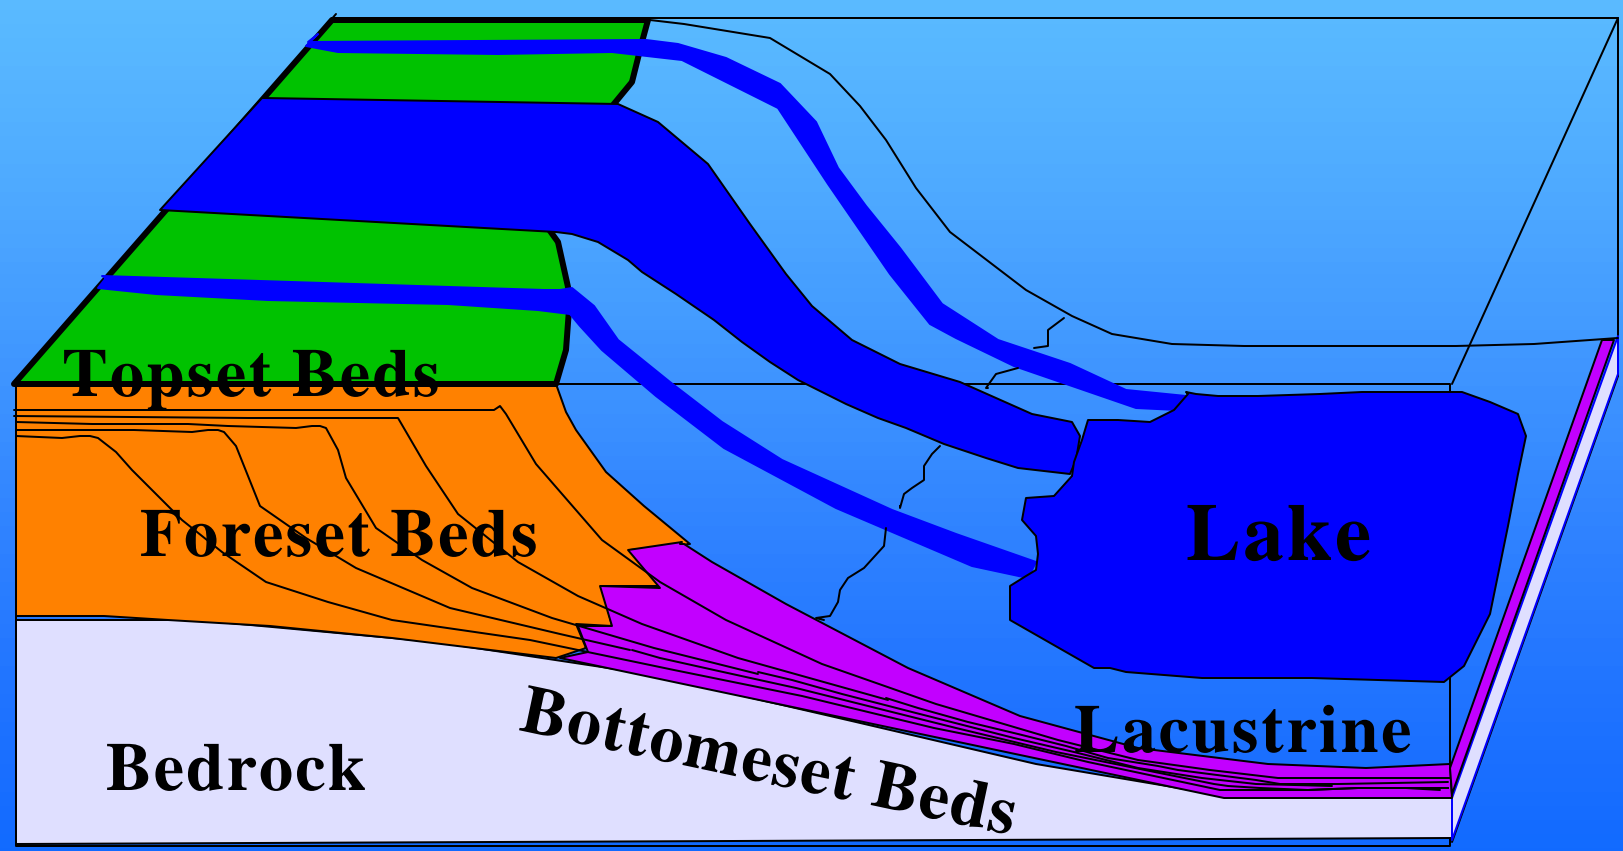 Topset Beds
Foreset Beds
Lake
Lacustrine
Bottomeset Beds
Bedrock